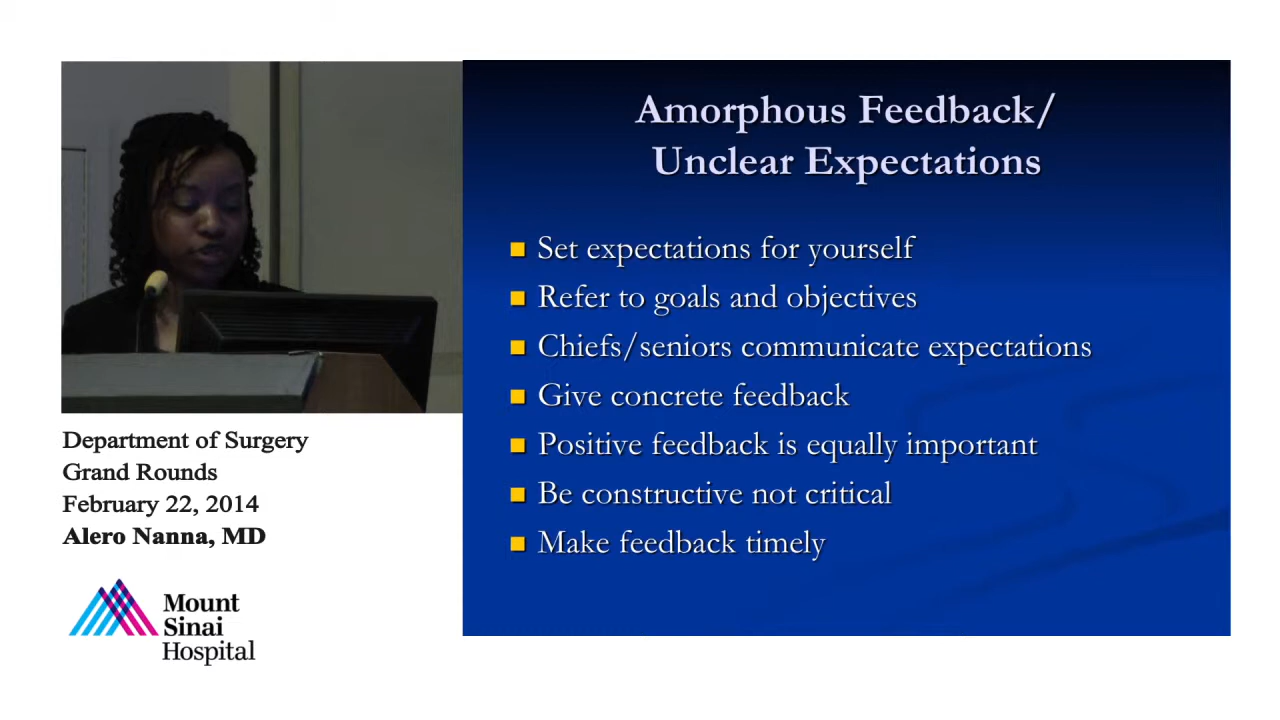 Amorphous Feedback/
Unclear Expectations
Set expectations for yourself
Refer to goals and objectives
Chiefs/seniors communicate expectations
Give concrete feedback
Positive feedback is equally important
Be constructive not critical
Make feedback timely
Department of Surgery
Grand Rounds
February 22, 2014
Alero Nanna, MD
Mount
Sinai
Hospital